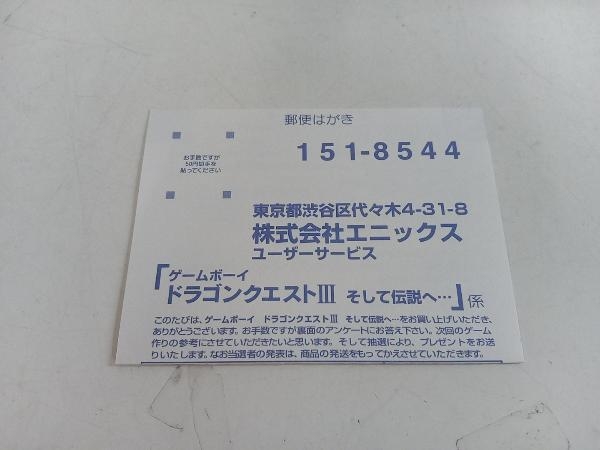 郵便はがき
お手数ですが
50円切手を
貼ってください
151-8544
東京都渋谷区代々木4-31-8
株式会社エニックス
ユーザーサービス
「ゲームボーイ
ドラゴンクエストⅢ そして伝説へ…」係
このたびは、ゲームボーイ ドラゴンクエストⅢ そして伝説へ…をお買い上げいただき、
ありがとうございます。お手数ですが裏面のアンケートにお答え下さい。次回のゲーム
作りの参考にさせていただきたいと思います。そして抽選により、プレゼントをお送
りいたします。なお当選者の発表は、商品の発送をもってかえさせていただきます。